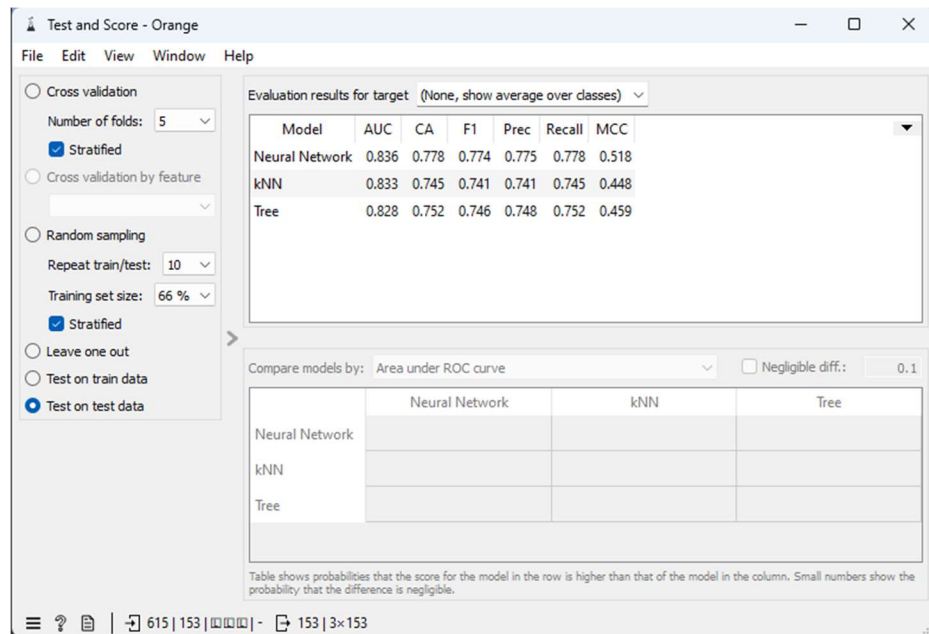 Test and Score - Orange
File Edit View Window Help
Cross validation
Number of folds: 5
Stratified
Cross validation by feature
Random sampling
Repeat train/test: 10
Training set size: 66 %
Stratified
Leave one out
Test on train data
Test on test data
Evaluation results for target (None, show average over classes)
Model AUC CA F1 Prec Recall MCC
Neural Network 0.836 0.778 0.774 0.775 0.778 0.518
kNN 0.833 0.745 0.741 0.741 0.745 0.448
Tree 0.828 0.752 0.746 0.748 0.752 0.459
Compare models by: Area under ROC curve
Negligible diff.: 0.1
Neural Network kNN Tree
Neural Network
kNN
Tree
Table shows probabilities that the score for the model in the row is higher than that of the model in the column. Small numbers show the
probability that the difference is negligible.
615 | 153 | - 153 | 3×153